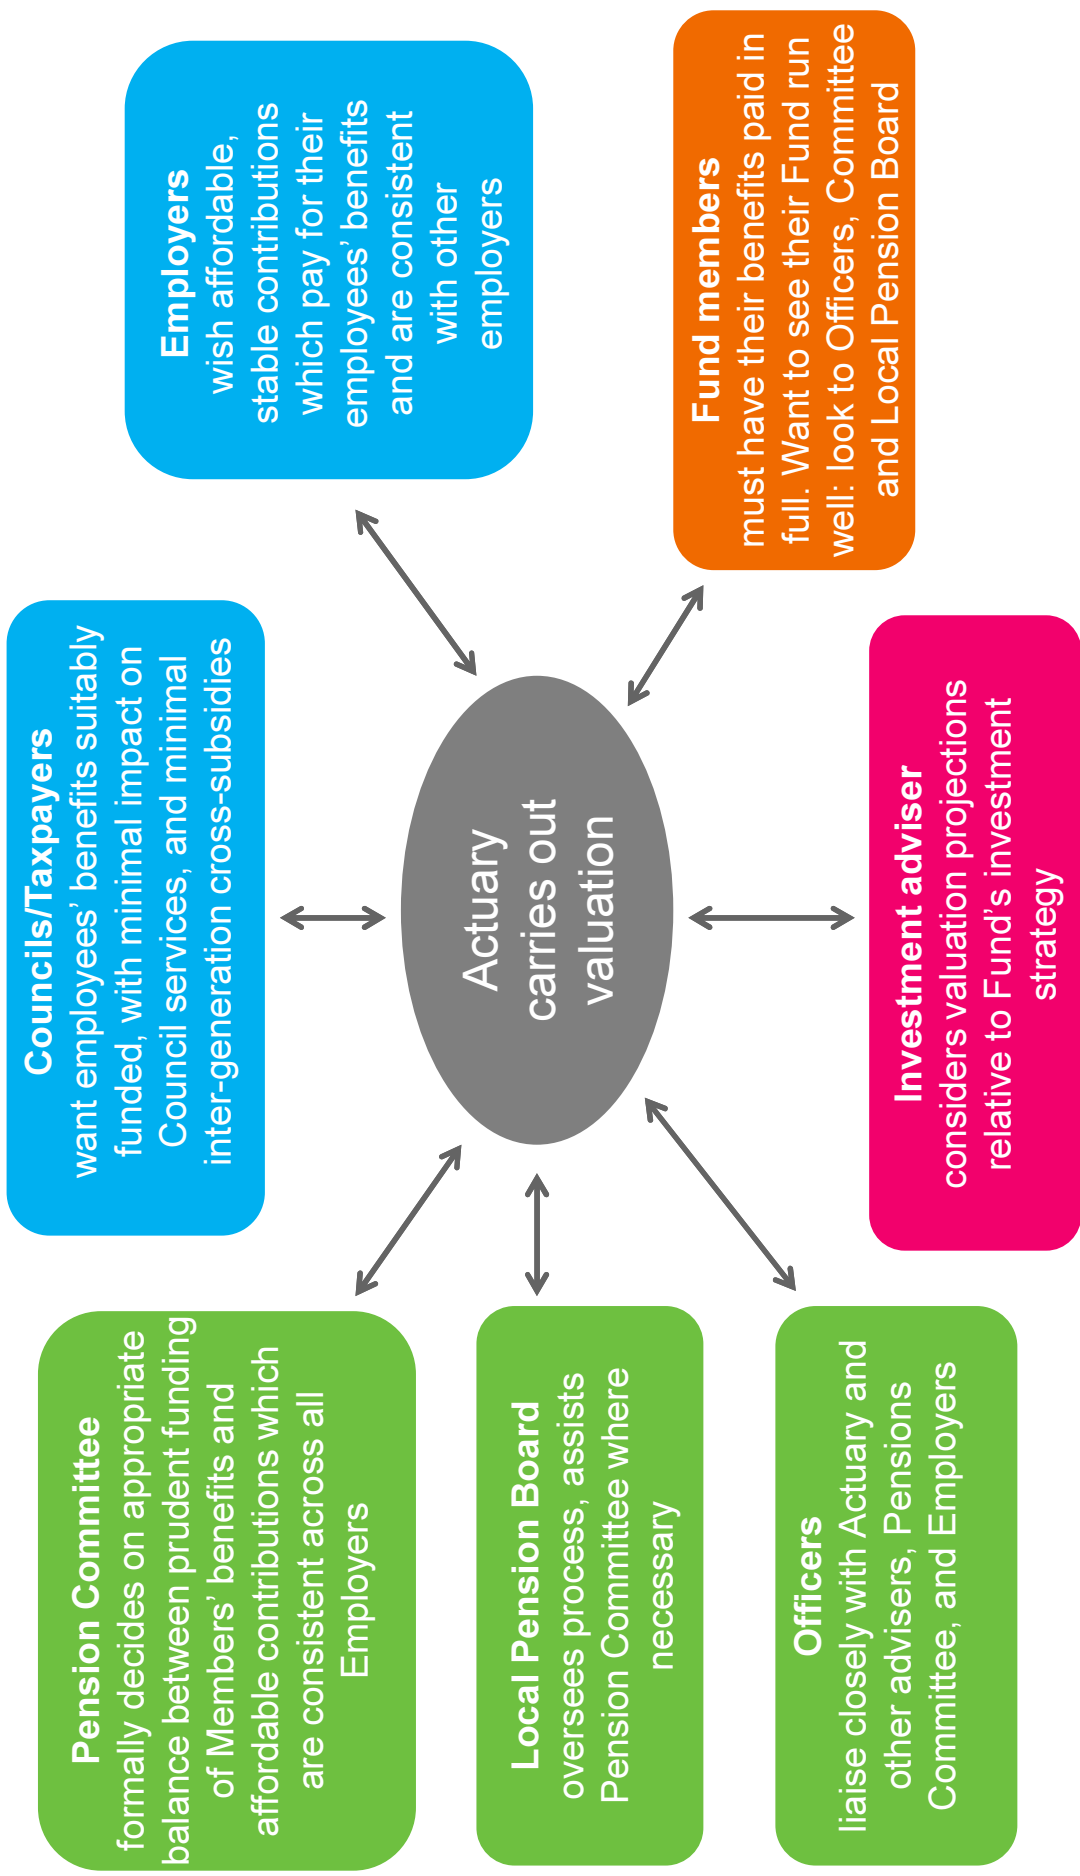 Pension Committee
formally decides on appropriate
balance between prudent funding
of Members’ benefits and
affordable contributions which
are consistent across all
Employers
Councils/Taxpayers
want employees’ benefits suitably
funded, with minimal impact on
Council services, and minimal
inter-generation cross-subsidies
Employers
wish affordable,
stable contributions
which pay for their
employees’ benefits
and are consistent
with other
employers
Local Pension Board
oversees process, assists
Pension Committee where
necessary
Actuary
carries out
valuation
Officers
liaise closely with Actuary and
other advisers, Pensions
Committee, and Employers
Investment adviser
considers valuation projections
relative to Fund’s investment
strategy
Fund members
must have their benefits paid in
full. Want to see their Fund run
well: look to Officers, Committee
and Local Pension Board